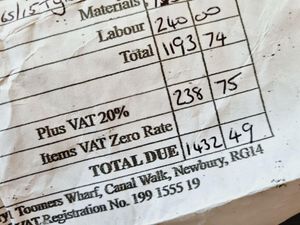 Materials
Labour 240 00
Total 1193 74
Plus VAT 20% 238 75
Items VAT Zero Rate
TOTAL DUE 1432 49
Toomers Wharf, Canal Walk, Newbury, RG14
VAT Registration No. 199 1555 19